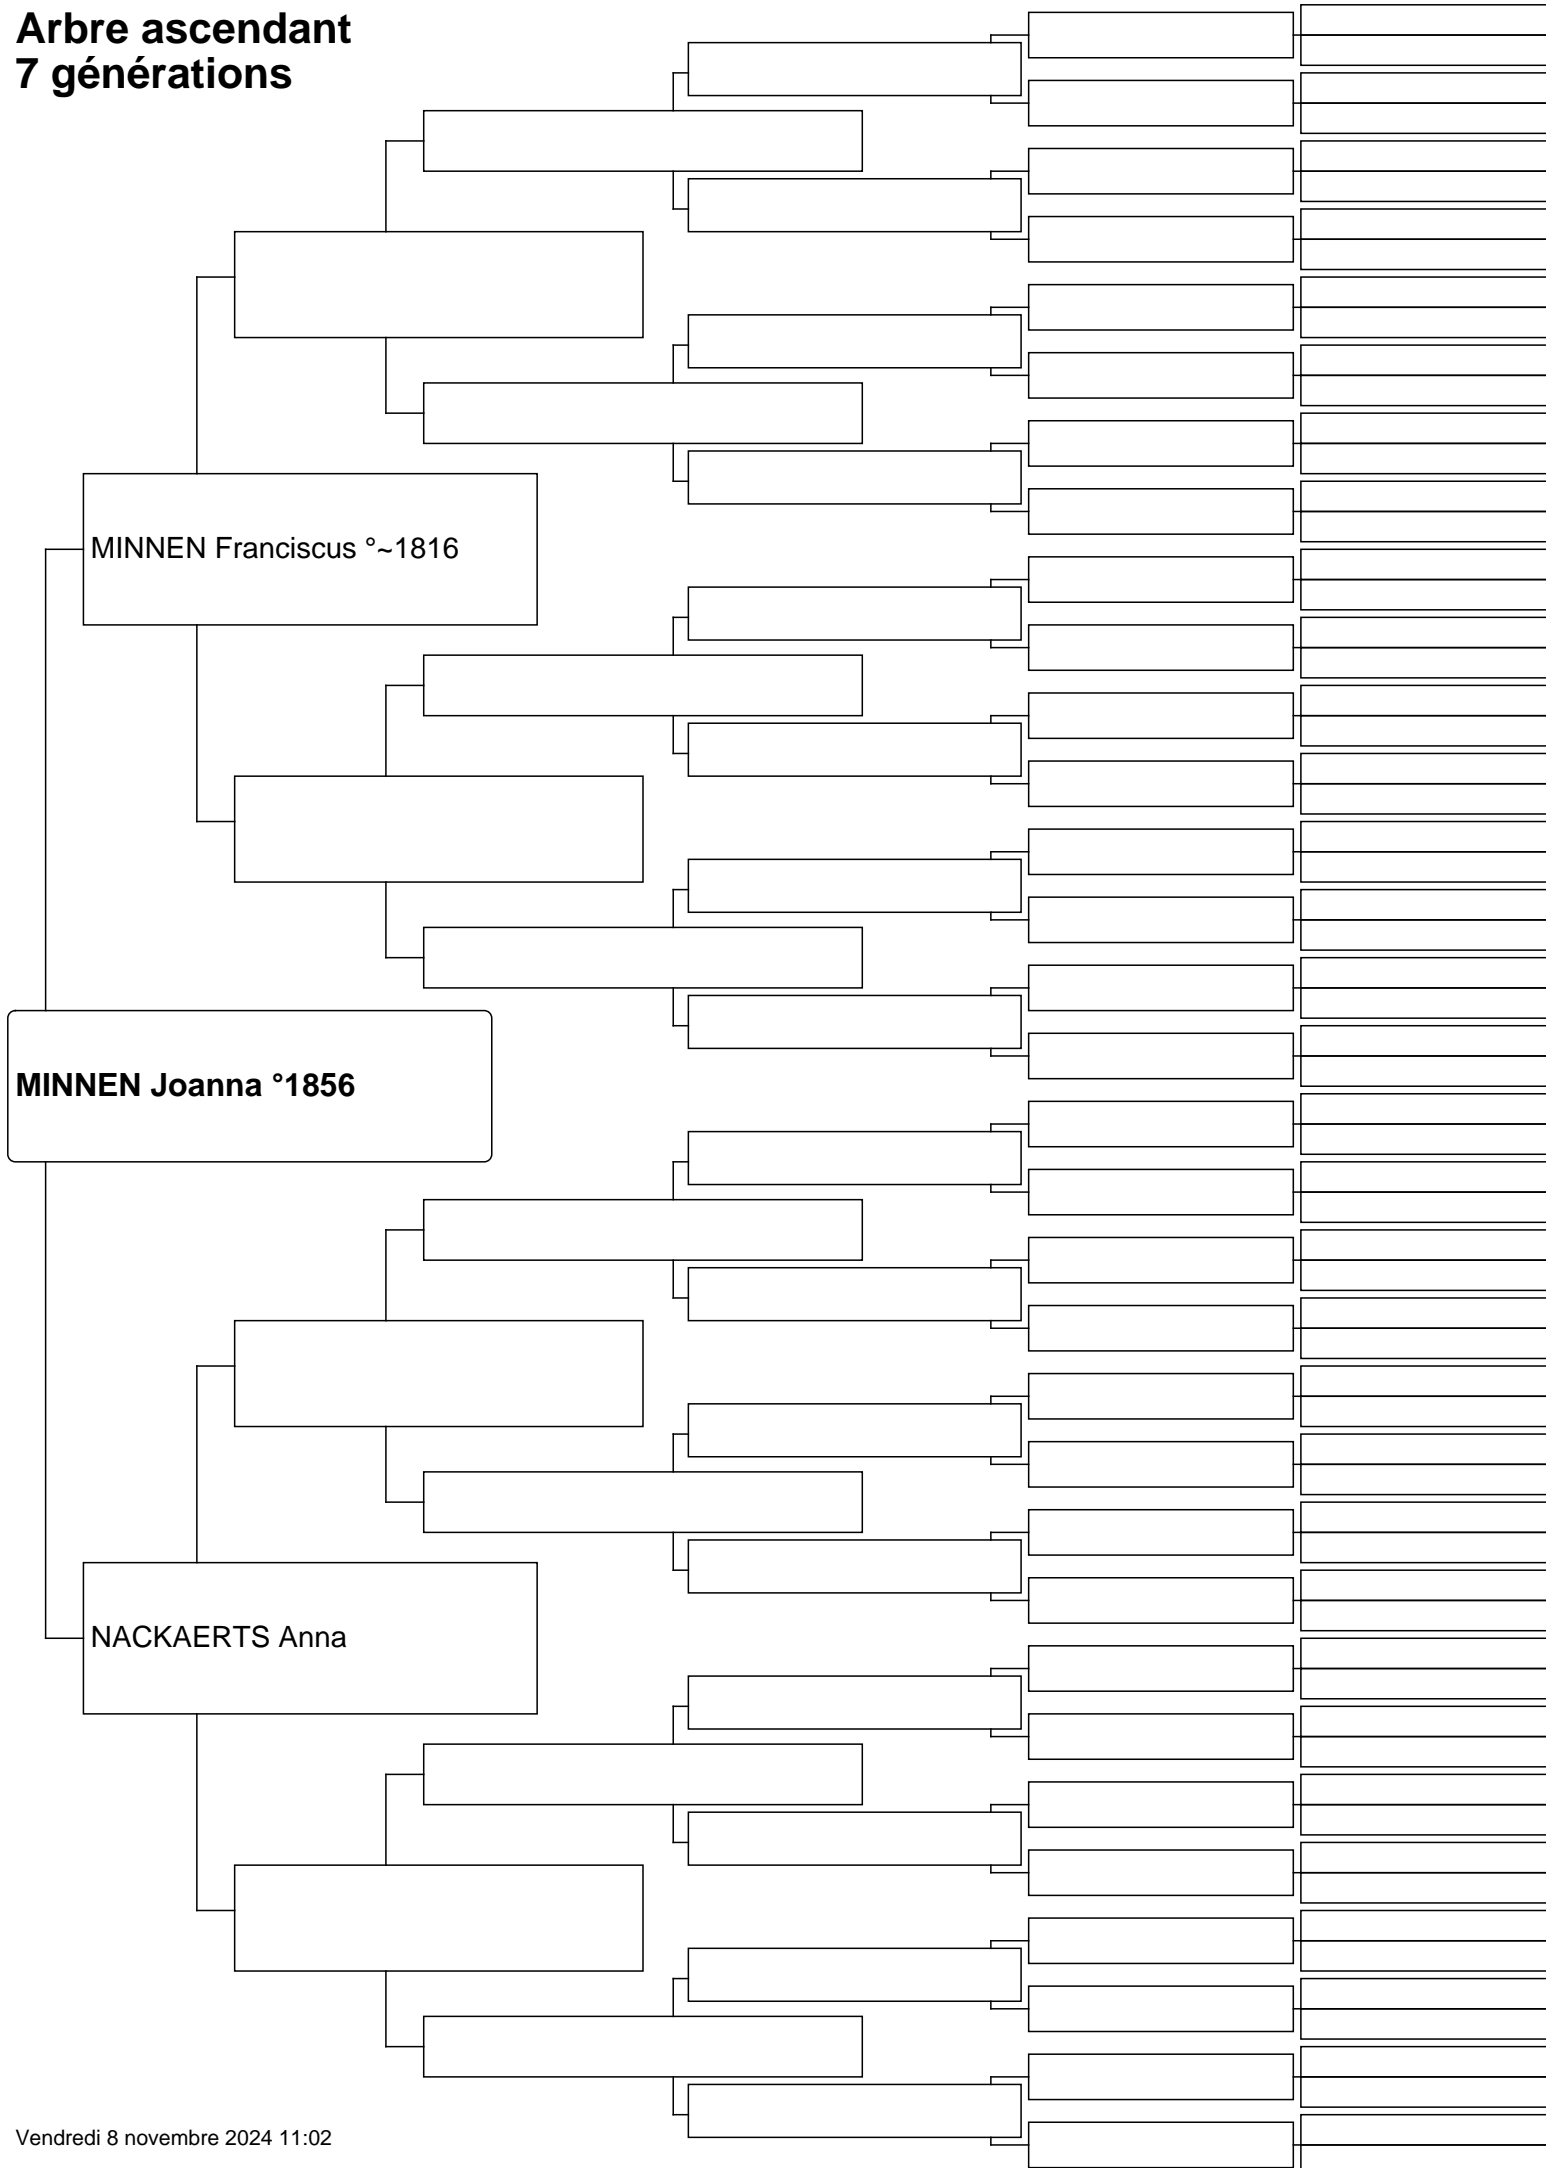 Arbre ascendant
7 générations
MINNEN Franciscus °~1816
MINNEN Joanna °1856
NACKAERTS Anna
Vendredi 8 novembre 2024 11:02